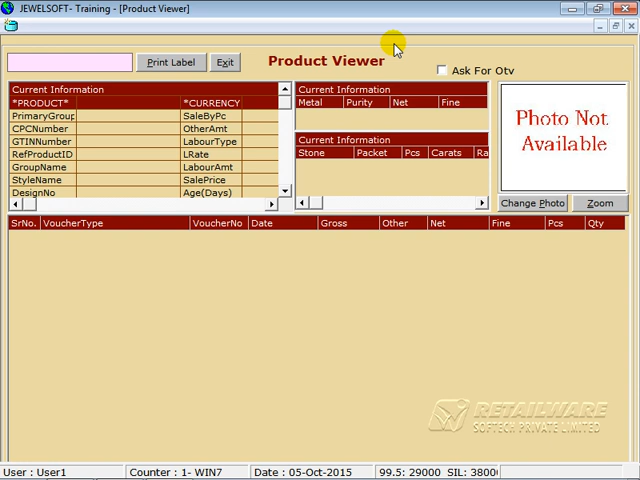 JEWELSOFT- Training - [Product Viewer]
Print Label
Exit
Product Viewer
Ask For Qty
Current Information
*PRODUCT* *CURRENCY
PrimaryGroup SaleByPc
CPCNumber OtherAmt
GTINNumber LabourType
RefProductID LRate
GroupName LabourAmt
StyleName SalePrice
DesignNo Age(Days)
Current Information
Metal Purity Net Fine
Current Information
Stone Packet Pcs Carats Ra
Photo Not
Available
Change Photo Zoom
SrNo. VoucherType VoucherNo Date Gross Other Net Fine Pcs Qty
RETAILWARE
SOFTECH PRIVATE LIMITED
User : User1 Counter : 1- WIN7 Date : 05-Oct-2015 99.5: 29000 SIL: 38000